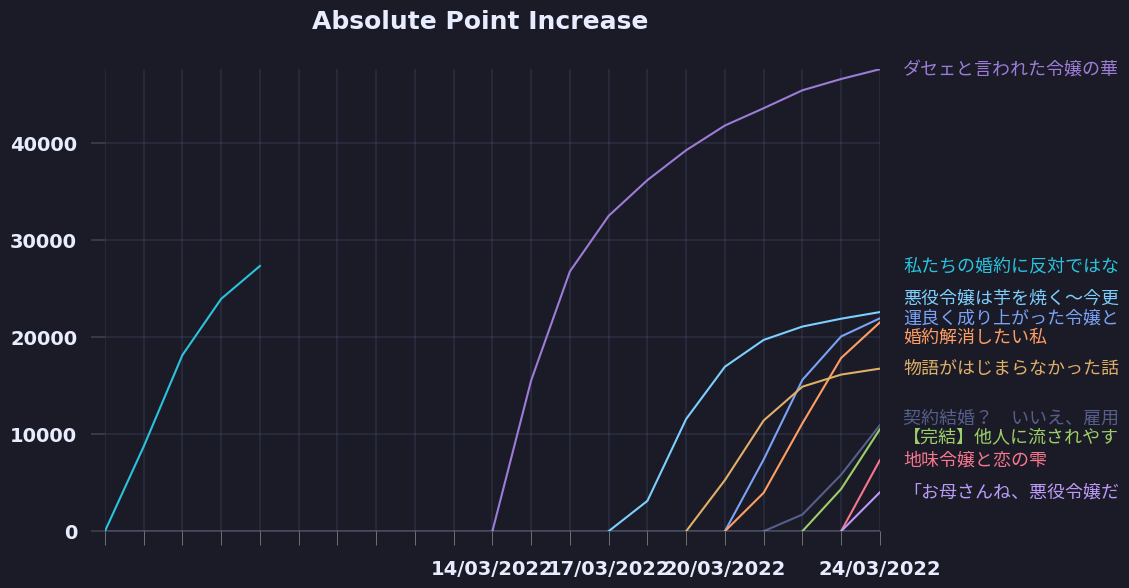 Absolute Point Increase
ダセェと言われた令嬢の華
40000
30000
私たちの婚約に反対ではな
悪役令嬢は芋を焼く～今更
運良く成り上がった令嬢と
20000
婚約解消したい私
物語がはじまらなかった話
契約結婚？　いいえ、雇用
10000
【完結】他人に流されやす
地味令嬢と恋の雫
「お母さんね、悪役令嬢だ
0
14/03/2022
17/03/2022
20/03/2022
24/03/2022